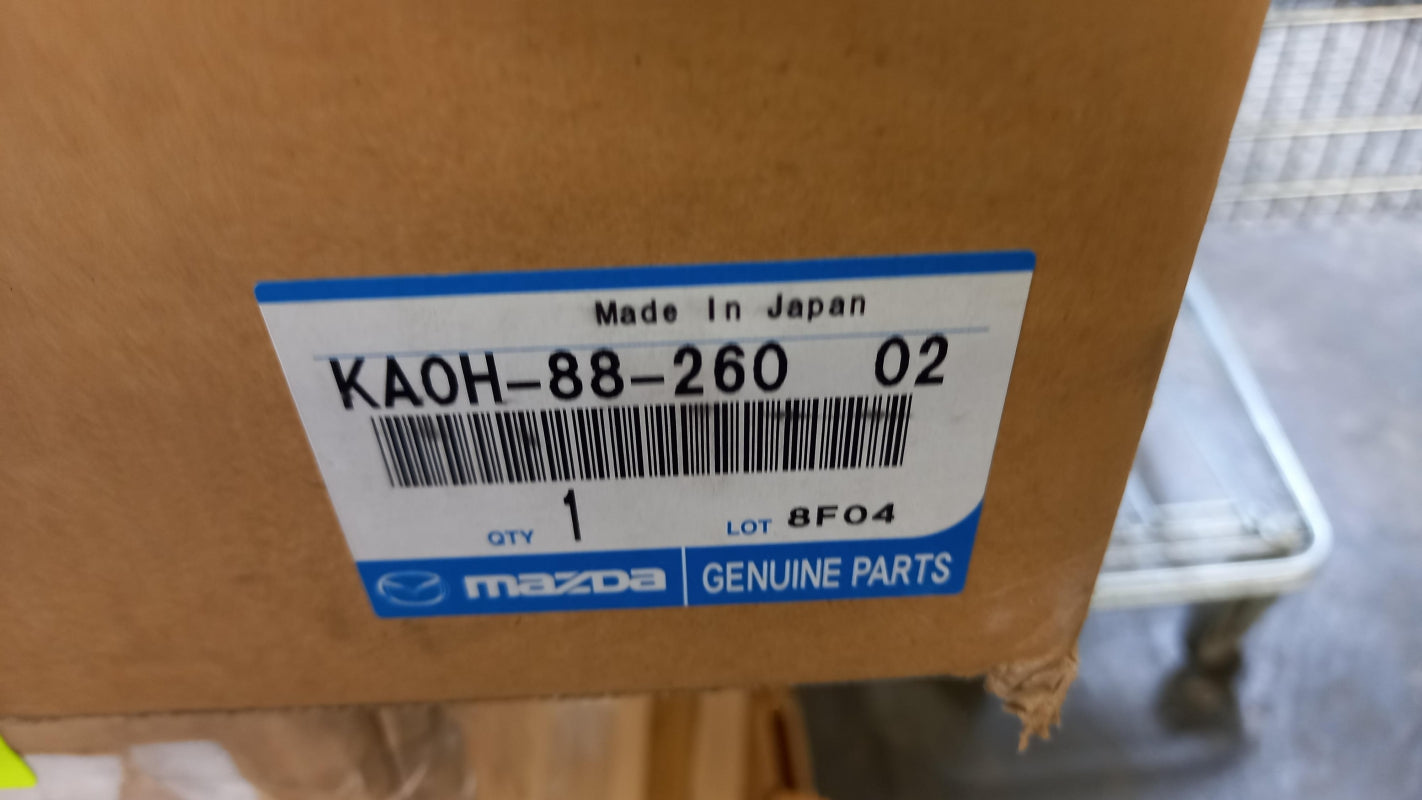 Made In Japan
KA0H-88-260 02
QTY 1 LOT 8F04
mazda GENUINE PARTS